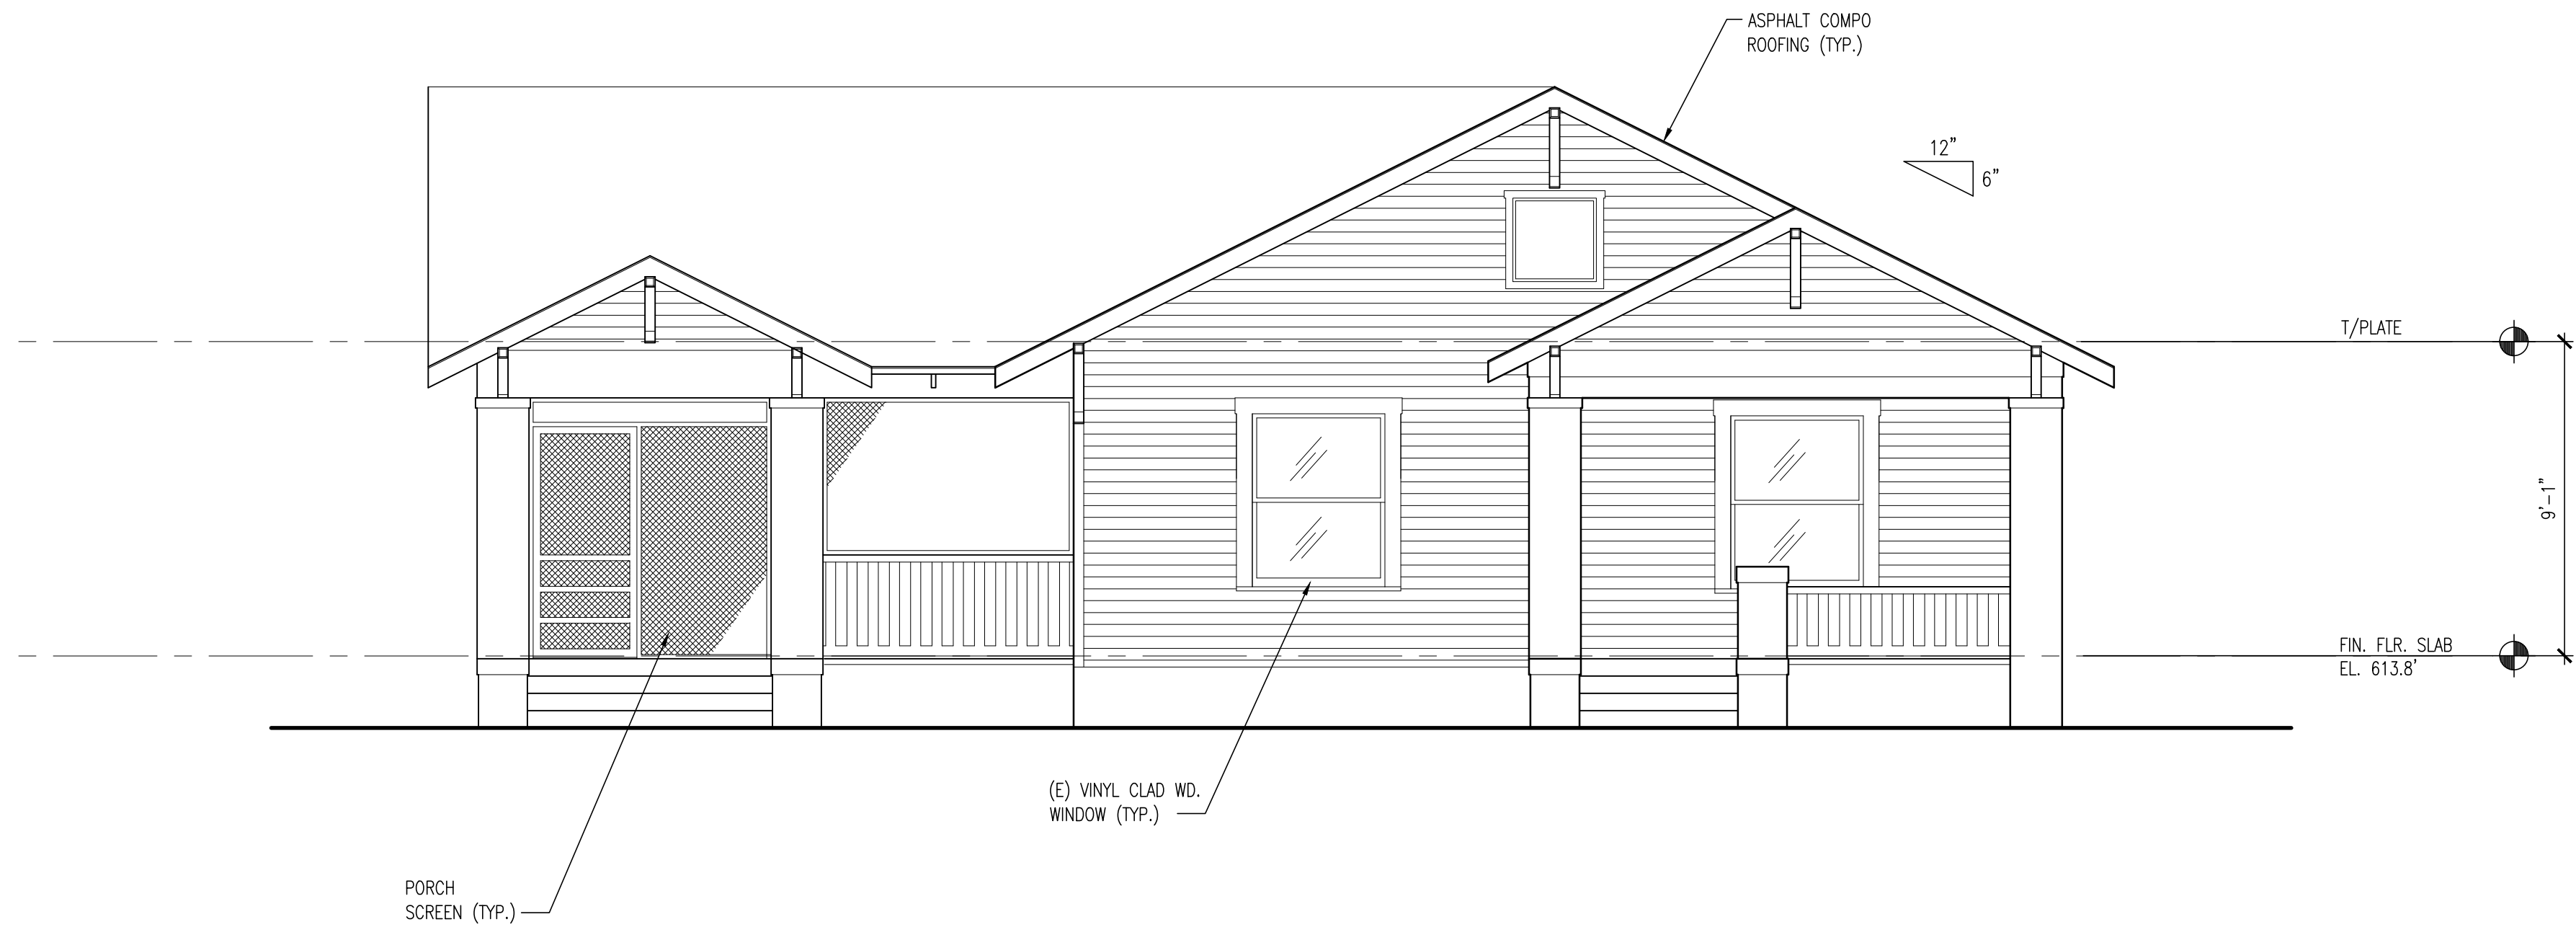 ASPHALT COMPO
ROOFING (TYP.)
12"
6"
T/PLATE
9'-1"
FIN. FLR. SLAB
EL. 613.8'
(E) VINYL CLAD WD.
WINDOW (TYP.)
PORCH
SCREEN (TYP.)